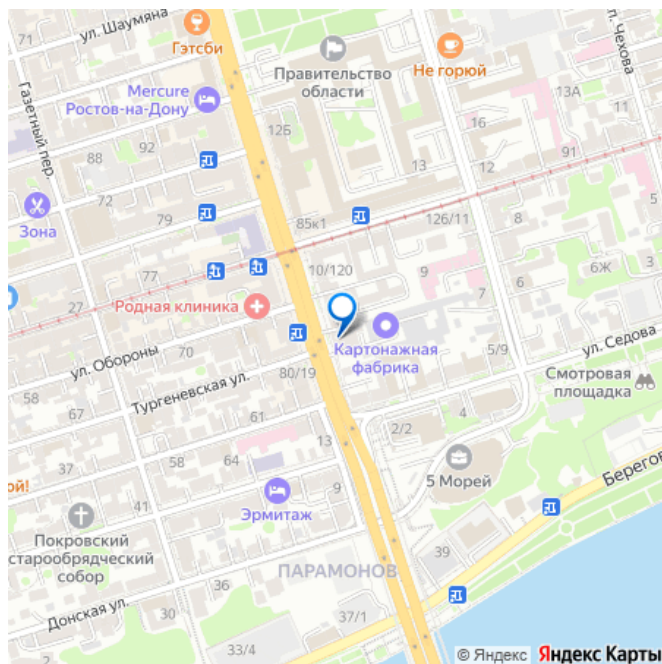 ул. Шаумяна
Гэтсби
Правительство
области
Не горюй
п. Чехова
Газетный пер.
Mercure
Ростов-на-Дону
13А
12Б
16
92
88
13
12
91
72
Зона
79
85к1
126/11
8
5
77
10/120
9
6Ж
3
27
Родная клиника
7
ул. Обороны
70
Картонажная
фабрика
5/9
ул. Седова
Смотровая
площадка
58
Тургеневская ул.
80/19
67
61
4
2/2
13
37
58
64
5 Морей
ой!
41
9
Эрмитаж
Берегов
Покровский
старообрядческий
собор
39
ПАРАМОНОВ
36
Донская ул.
30
37/1
33/4
© Яндекс Яндекс Карты